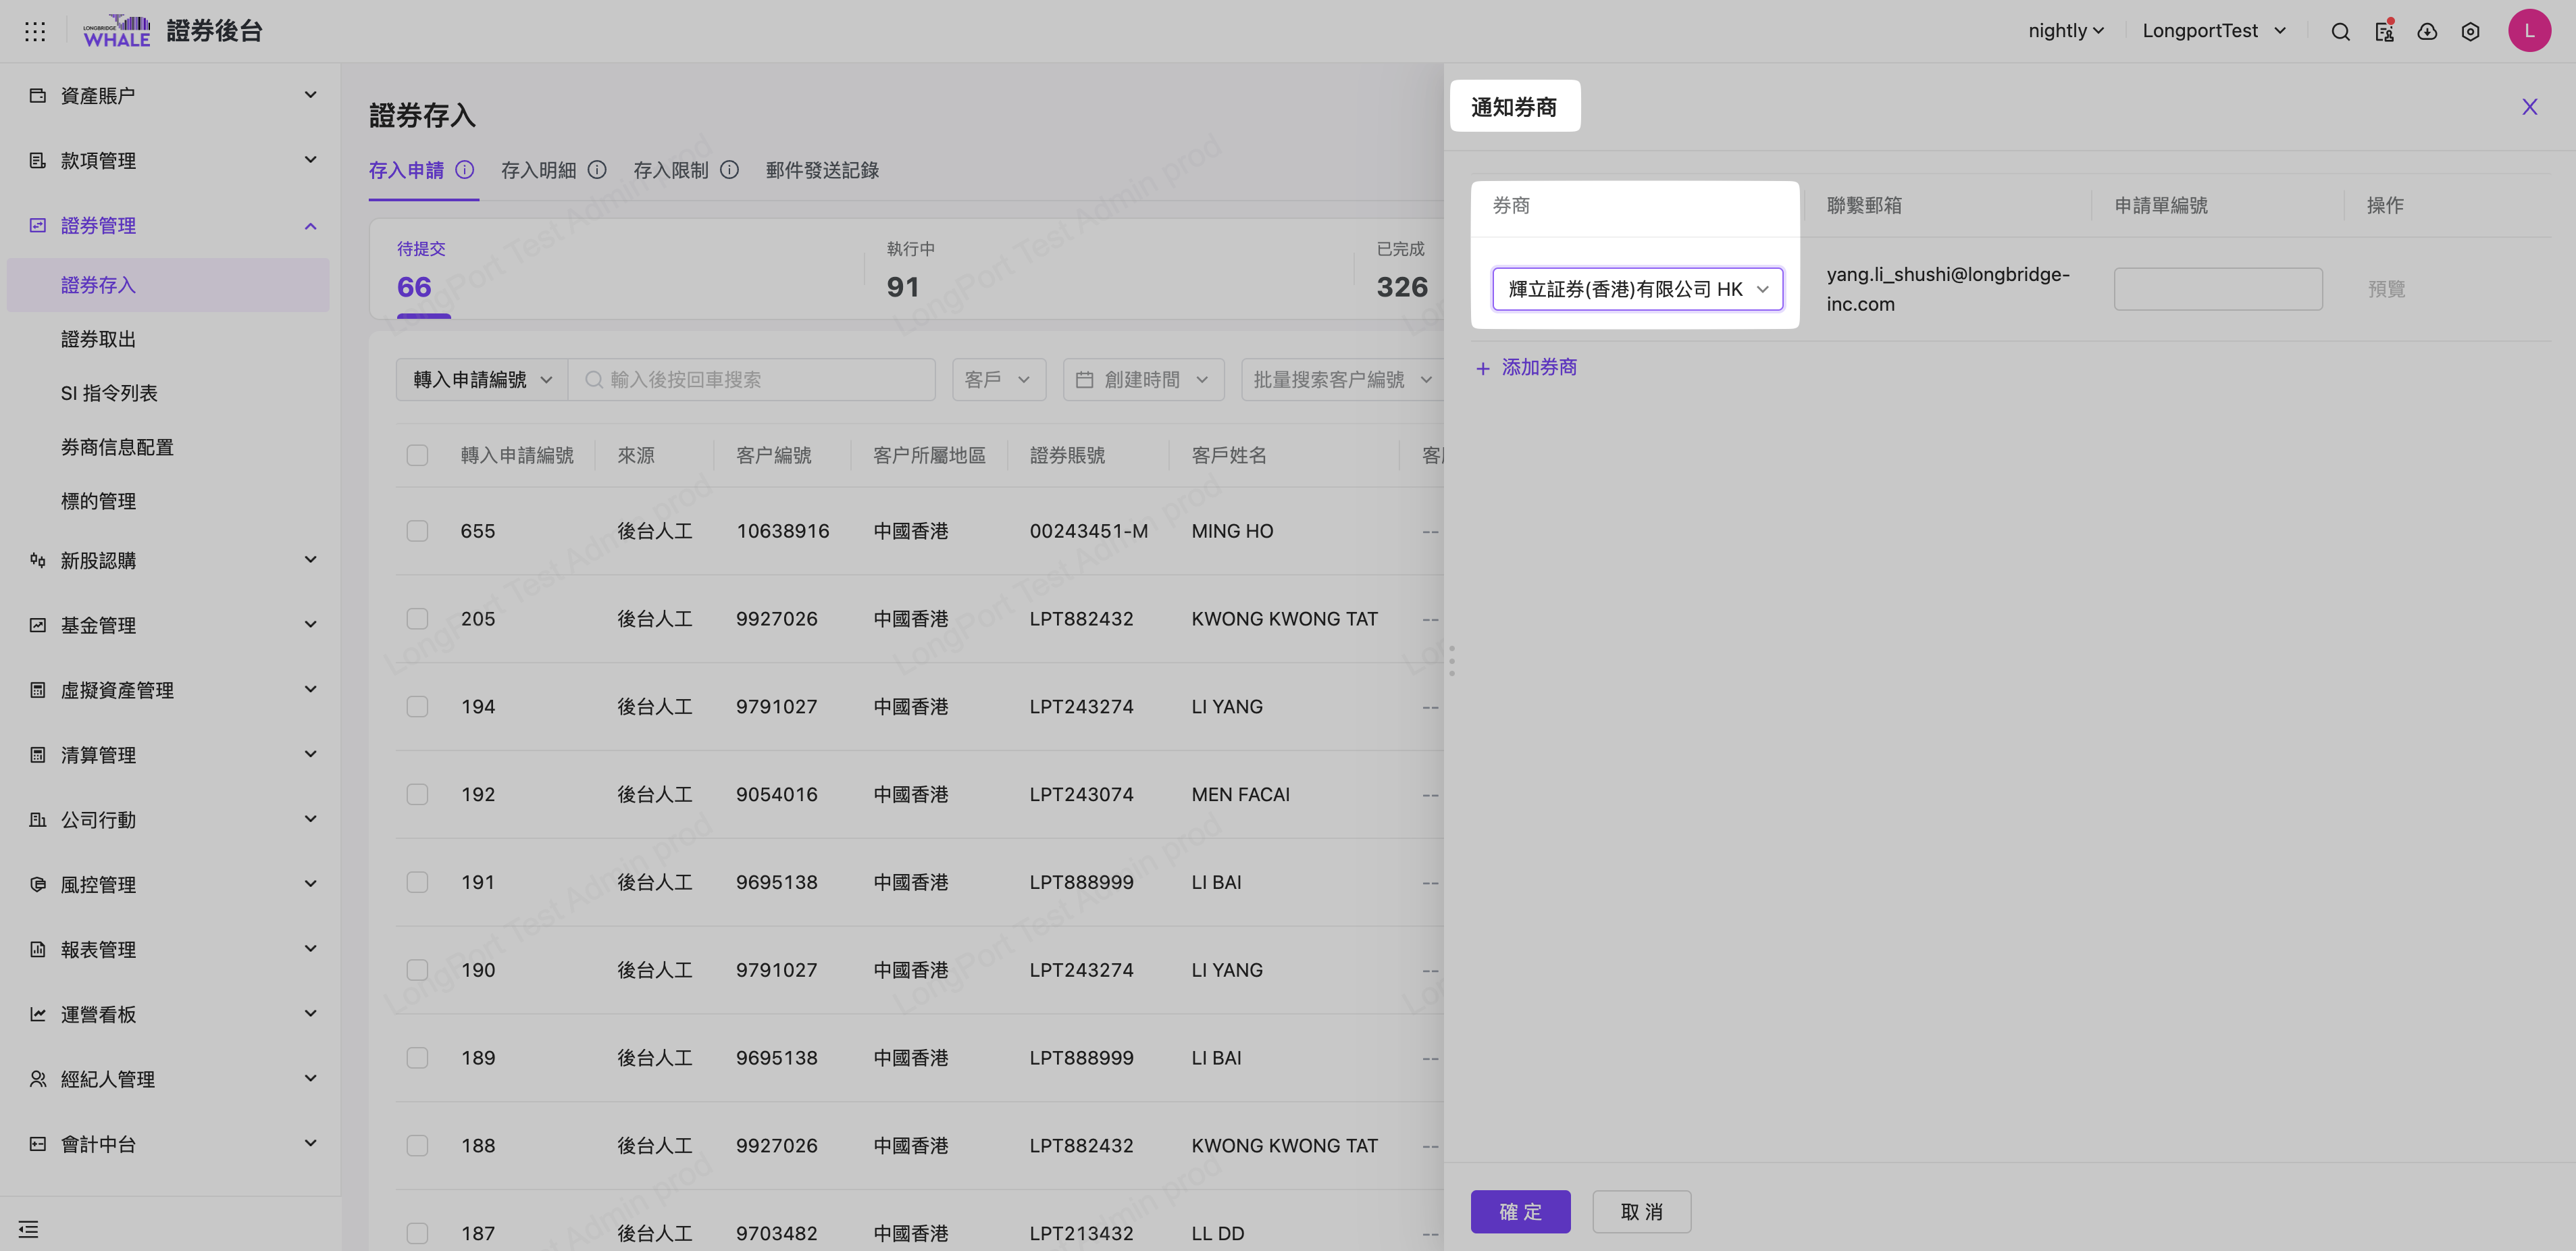 LONGBRIDGE
WHALE
證券後台
nightly
LongportTest
L
資產賬户
款項管理
證券管理
證券存入
證券取出
SI 指令列表
券商信息配置
標的管理
新股認購
基金管理
虛擬資產管理
清算管理
公司行動
風控管理
報表管理
運營看板
經紀人管理
會計中台
證券存入
存入申請 存入明細 存入限制 郵件發送記錄
待提交 執行中 已完成
66 91 326
轉入申請編號 輸入後按回車搜索 客戶 創建時間 批量搜索客户編號
轉入申請編號 來源 客户編號 客户所屬地區 證券賬號 客戶姓名
655 後台人工 10638916 中國香港 00243451-M MING HO --
205 後台人工 9927026 中國香港 LPT882432 KWONG KWONG TAT --
194 後台人工 9791027 中國香港 LPT243274 LI YANG --
192 後台人工 9054016 中國香港 LPT243074 MEN FACAI --
191 後台人工 9695138 中國香港 LPT888999 LI BAI --
190 後台人工 9791027 中國香港 LPT243274 LI YANG --
189 後台人工 9695138 中國香港 LPT888999 LI BAI --
188 後台人工 9927026 中國香港 LPT882432 KWONG KWONG TAT --
187 後台人工 9703482 中國香港 LPT213432 LL DD --
LongPort Test Admin prod
通知券商
券商 聯繫郵箱 申請單編號 操作
輝立証券(香港)有限公司 HK
yang.li_shushi@longbridge-
inc.com
預覽
+ 添加券商
確定 取消